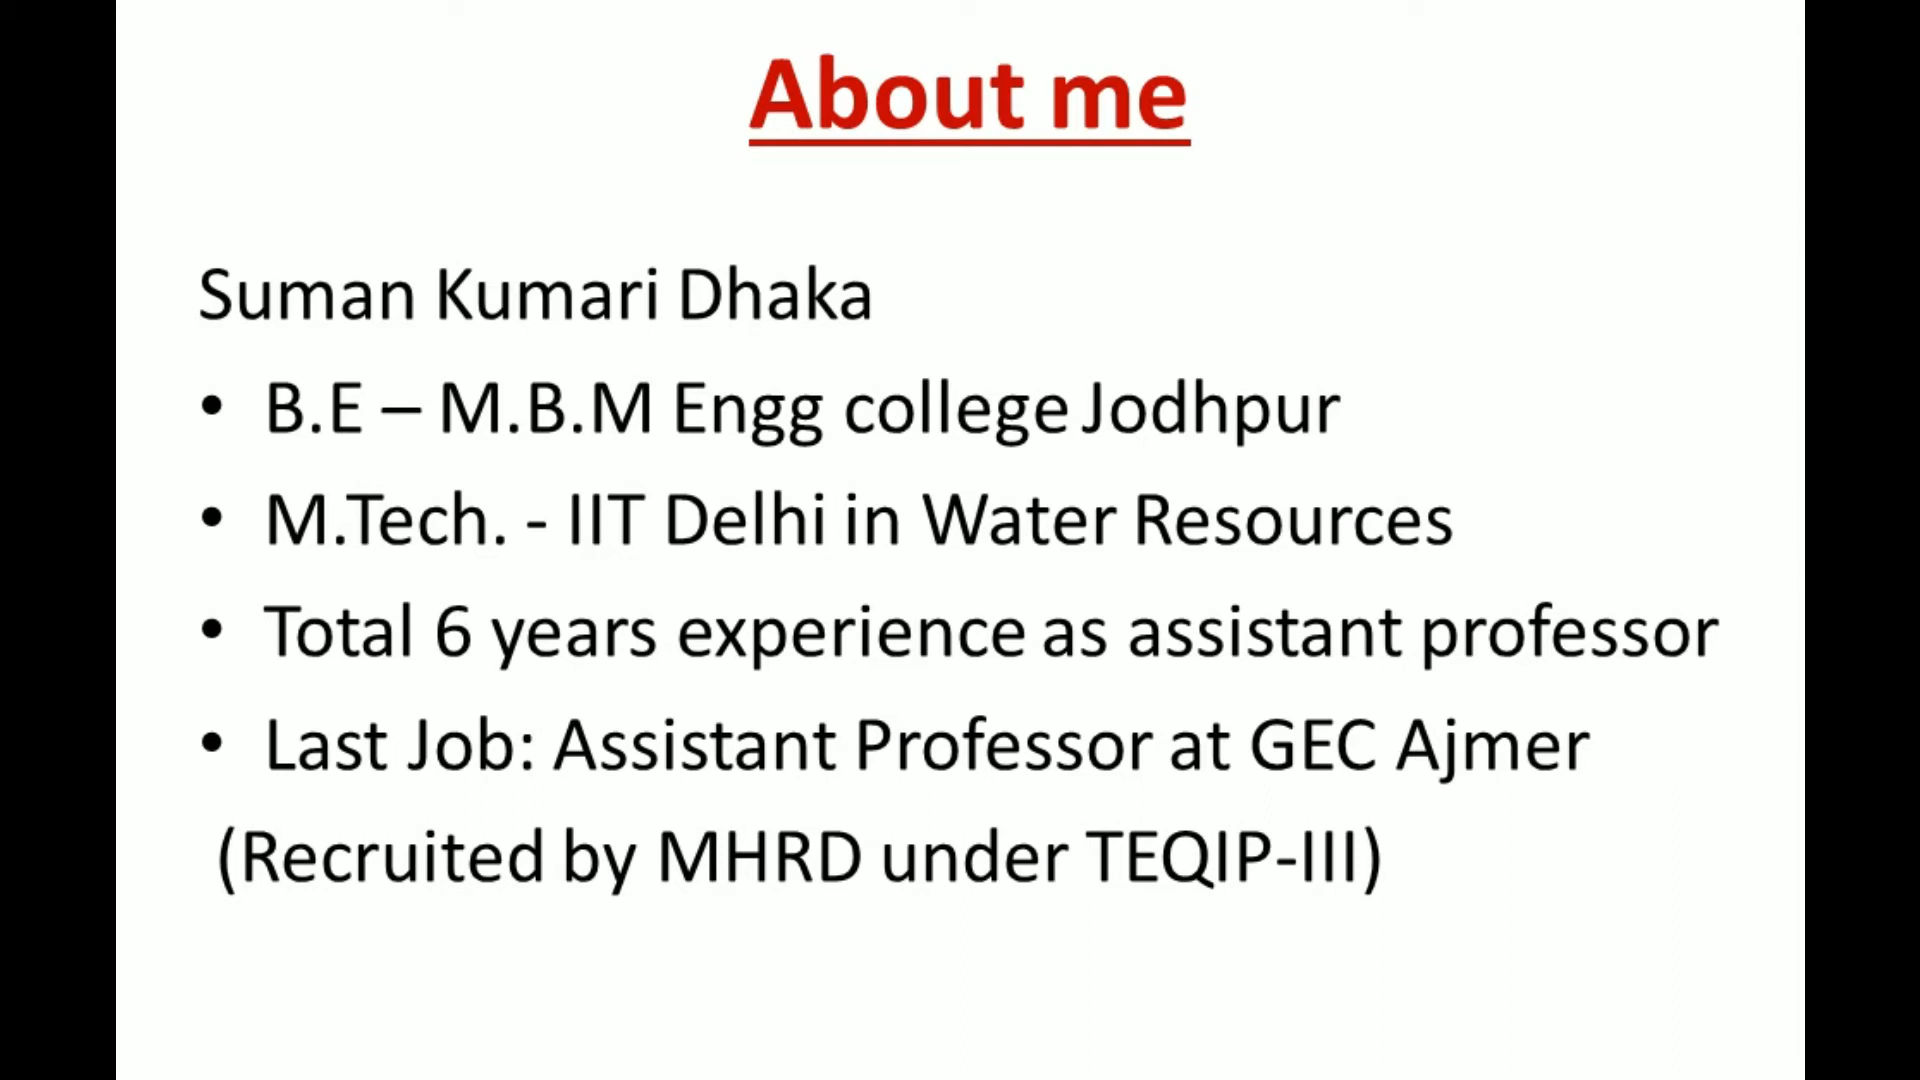 About me
Suman Kumari Dhaka
• B.E – M.B.M Engg college Jodhpur
• M.Tech. - IIT Delhi in Water Resources
• Total 6 years experience as assistant professor
• Last Job: Assistant Professor at GEC Ajmer
(Recruited by MHRD under TEQIP-III)